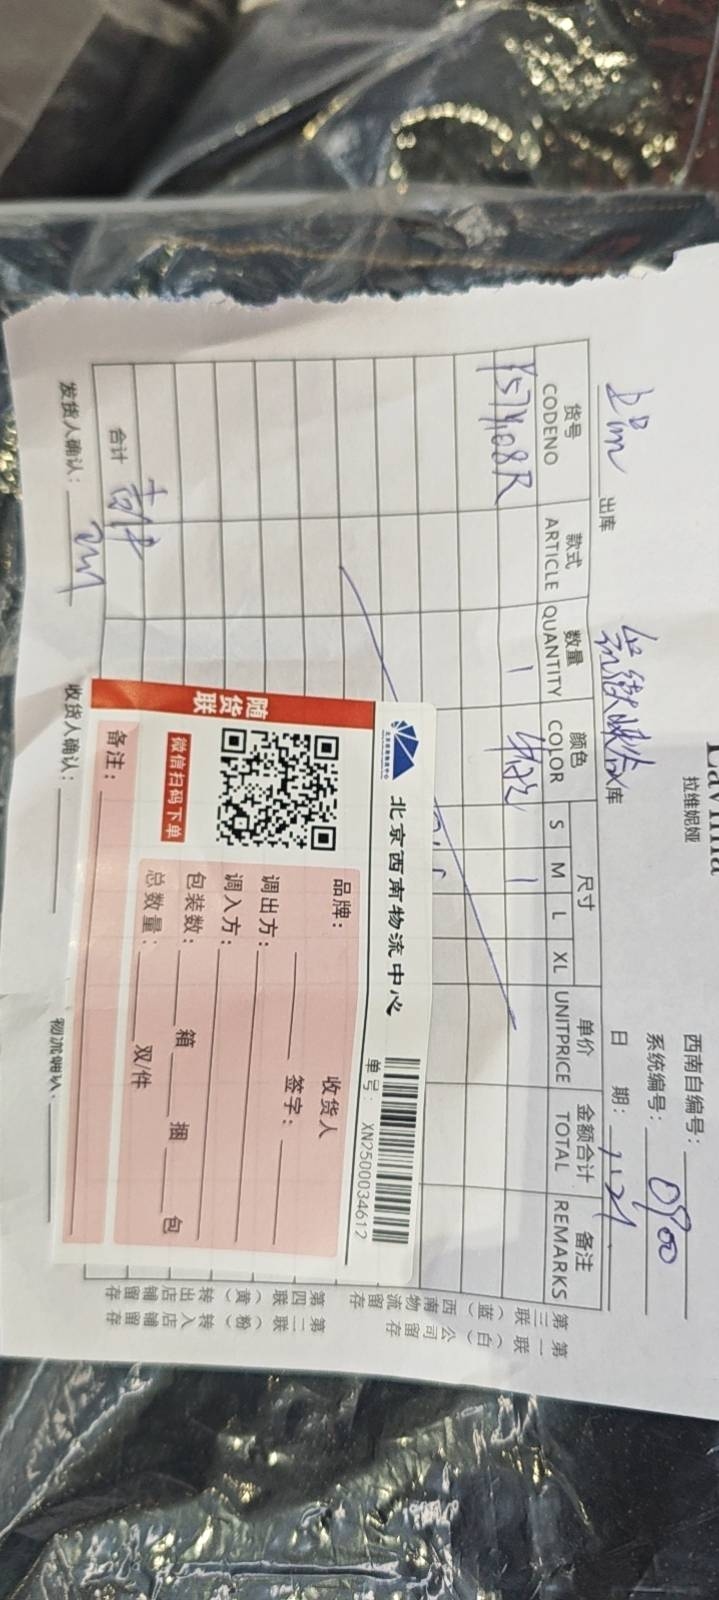 拉维妮娅
西南自编号：
系统编号：0900
出库
库
日 期：1.21
货号 款式 数量 颜色 尺寸 单价 金额合计 备注
CODENO ARTICLE QUANTITY COLOR S M L XL UNITPRICE TOTAL REMARKS
1 1
合计
发货人确认：
收货人确认：
物流确认：
第一联（白）公司留存
第二联（粉）转入店铺留存
第三联（蓝）西南物流留存
第四联（黄）转出店铺留存
北京西南物流中心
单号：XN2500034612
随货联
微信扫码下单
品牌：
收货人
签字：
调出方：
调入方：
包装数： 箱 捆 包
总数量： 双/件
备注：